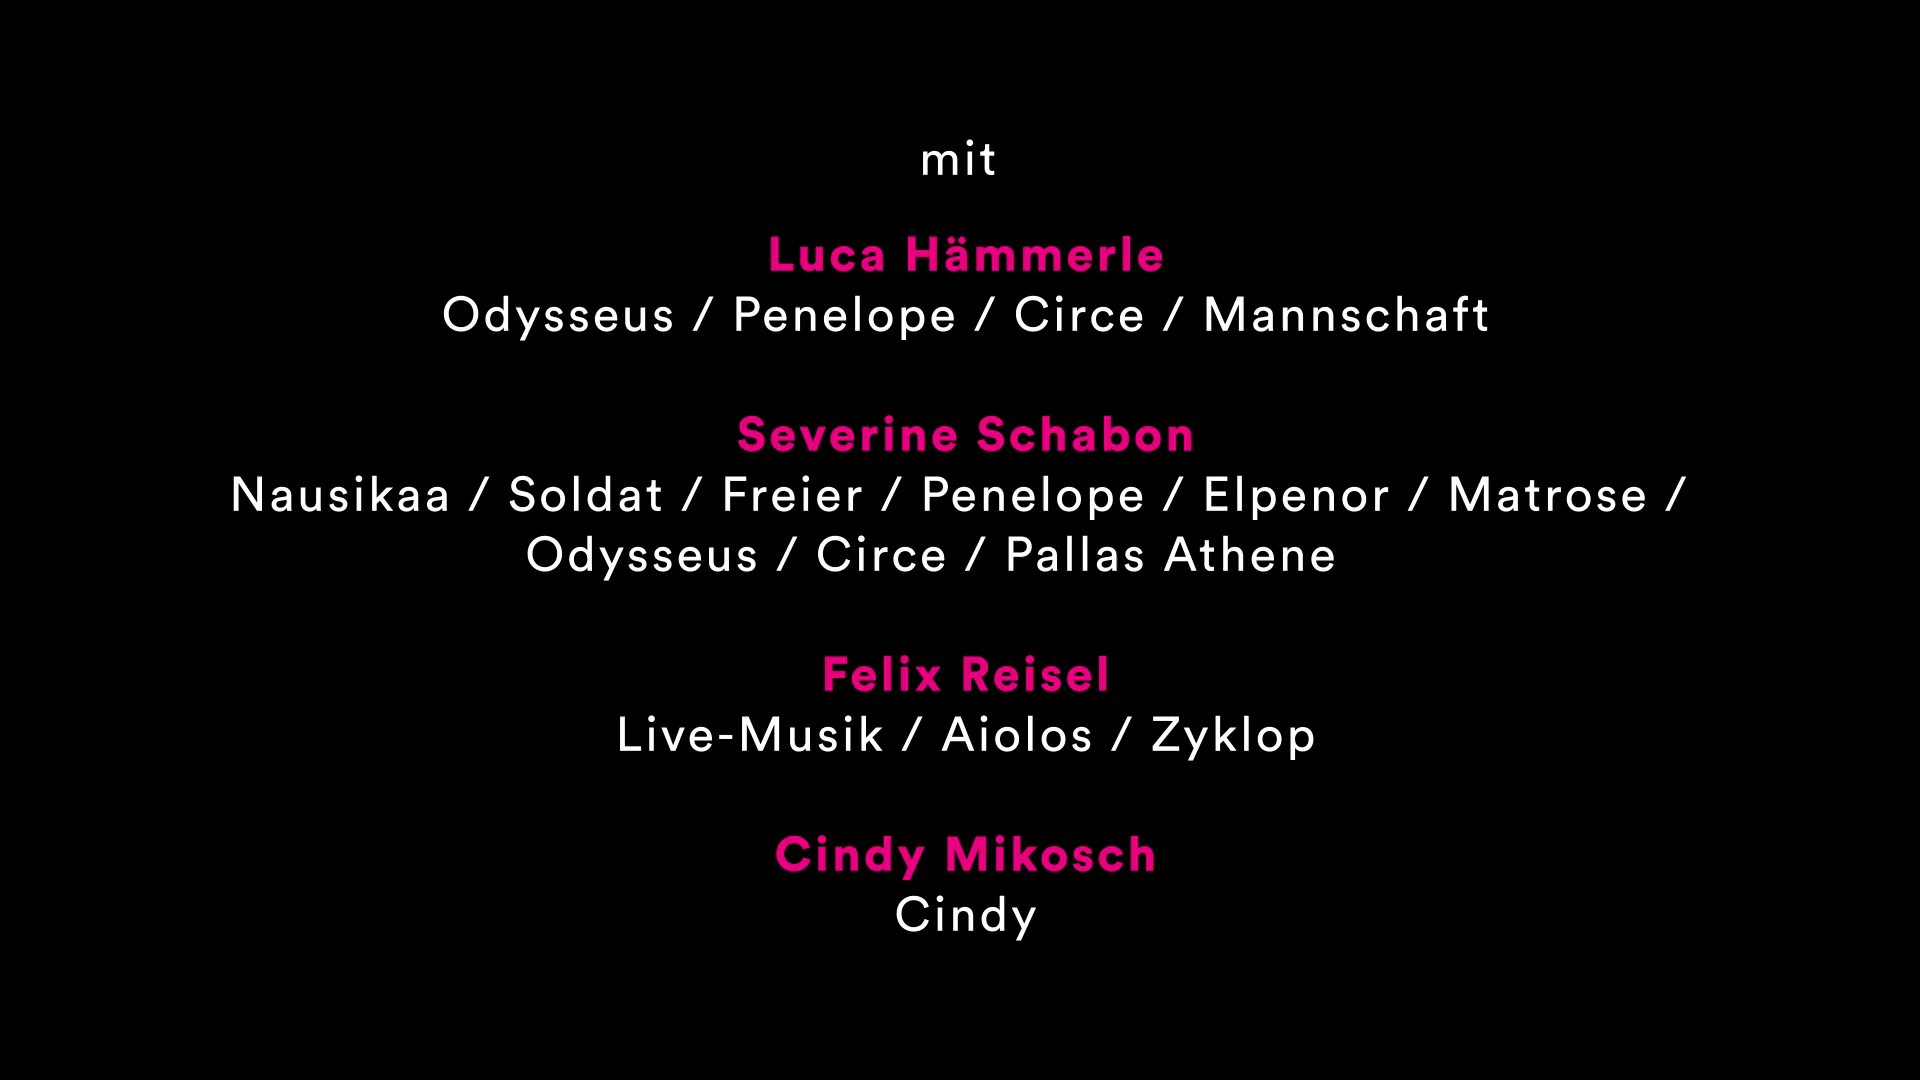 mit
Luca Hämmerle
Odysseus / Penelope / Circe / Mannschaft
Severine Schabon
Nausikaa / Soldat / Freier / Penelope / Elpenor / Matrose /
Odysseus / Circe / Pallas Athene
Felix Reisel
Live-Musik / Aiolos / Zyklop
Cindy Mikosch
Cindy